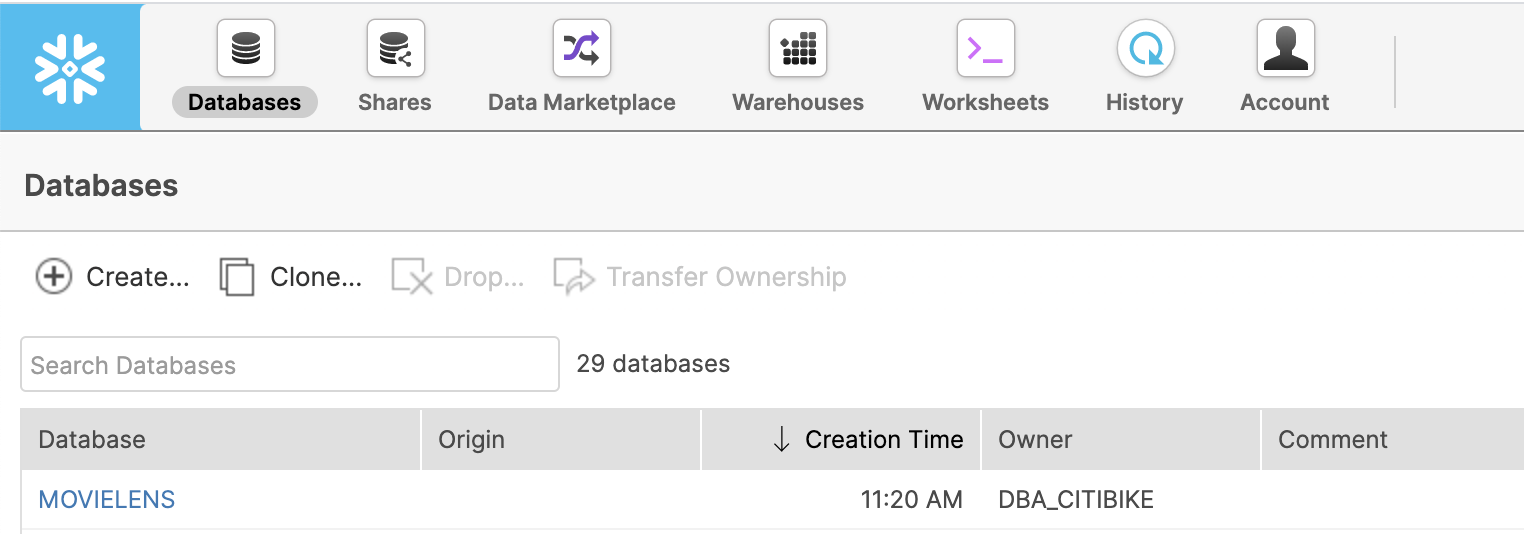 Databases Shares Data Marketplace Warehouses Worksheets History Account
Databases
Create... Clone... Drop... Transfer Ownership
Search Databases 29 databases
Database Origin ↓ Creation Time Owner Comment
MOVIELENS 11:20 AM DBA_CITIBIKE